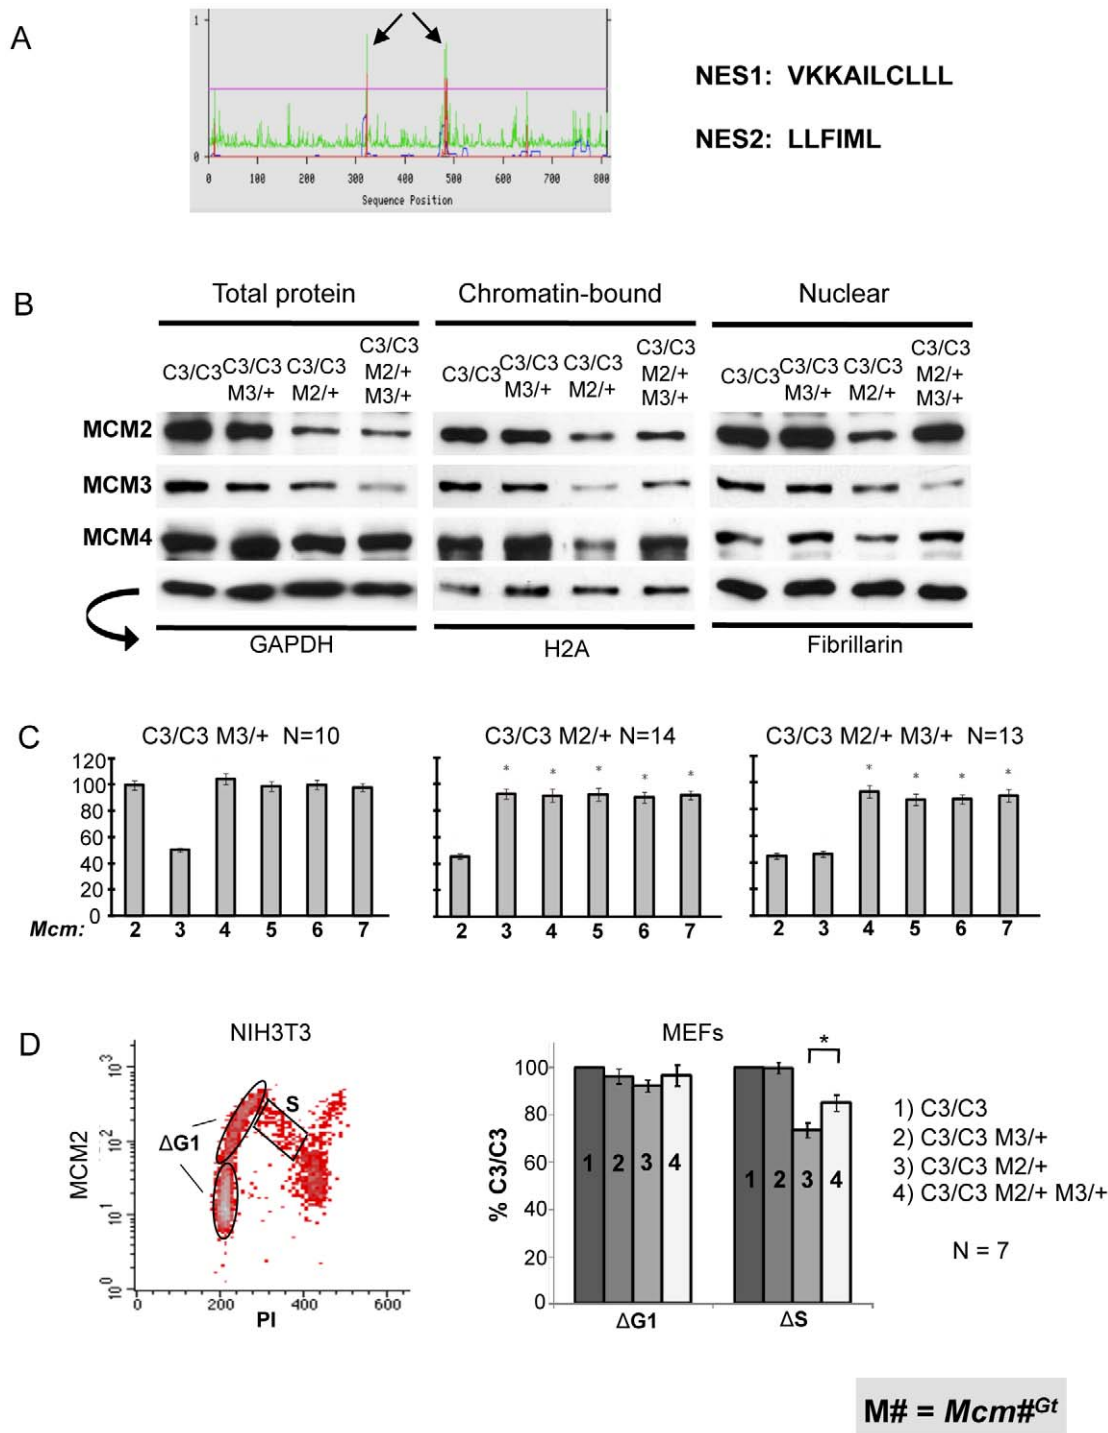 A
1
0
0 100 200 300 400 500 600 700 800
Sequence Position
NES1: VKKAILCLLL
NES2: LLFIML
B
Total protein Chromatin-bound Nuclear
C3/C3 C3/C3 M3/+ C3/C3 M2/+ C3/C3 M2/+ M3/+
C3/C3 C3/C3 M3/+ C3/C3 M2/+ C3/C3 M2/+ M3/+
C3/C3 C3/C3 M3/+ C3/C3 M2/+ C3/C3 M2/+ M3/+
MCM2
MCM3
MCM4
GAPDH H2A Fibrillarin
C
C3/C3 M3/+ N=10 C3/C3 M2/+ N=14 C3/C3 M2/+ M3/+ N=13
120
100
80
60
40
20
0
* * * * *
* * * *
Mcm: 2 3 4 5 6 7 2 3 4 5 6 7 2 3 4 5 6 7
D
NIH3T3
MCM2
10³
10²
10¹
10⁰
ΔG1
S
0 200 400 600
PI
MEFs
% C3/C3
100
80
60
40
20
0
*
1 2 3 4 1 2 3 4
ΔG1 ΔS
1) C3/C3
2) C3/C3 M3/+
3) C3/C3 M2/+
4) C3/C3 M2/+ M3/+
N = 7
M# = Mcm#ᴳᵗ